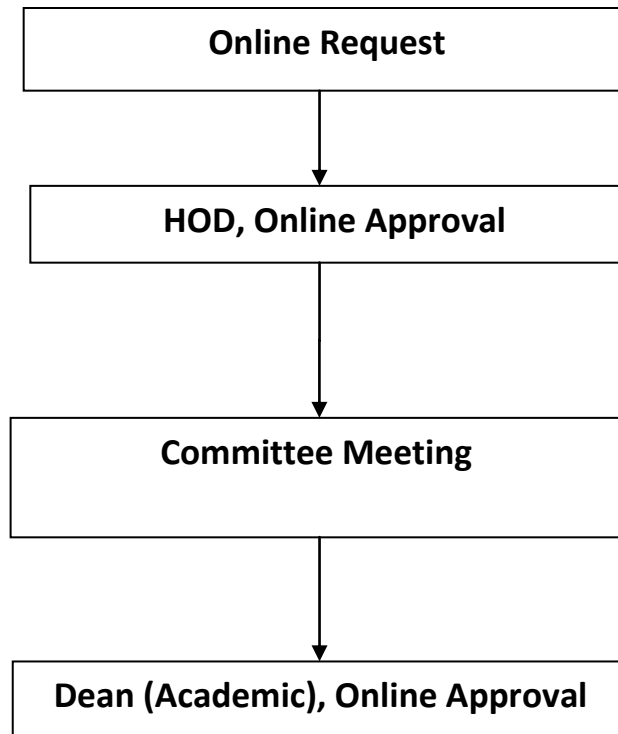 Online Request
HOD, Online Approval
Committee Meeting
Dean (Academic), Online Approval